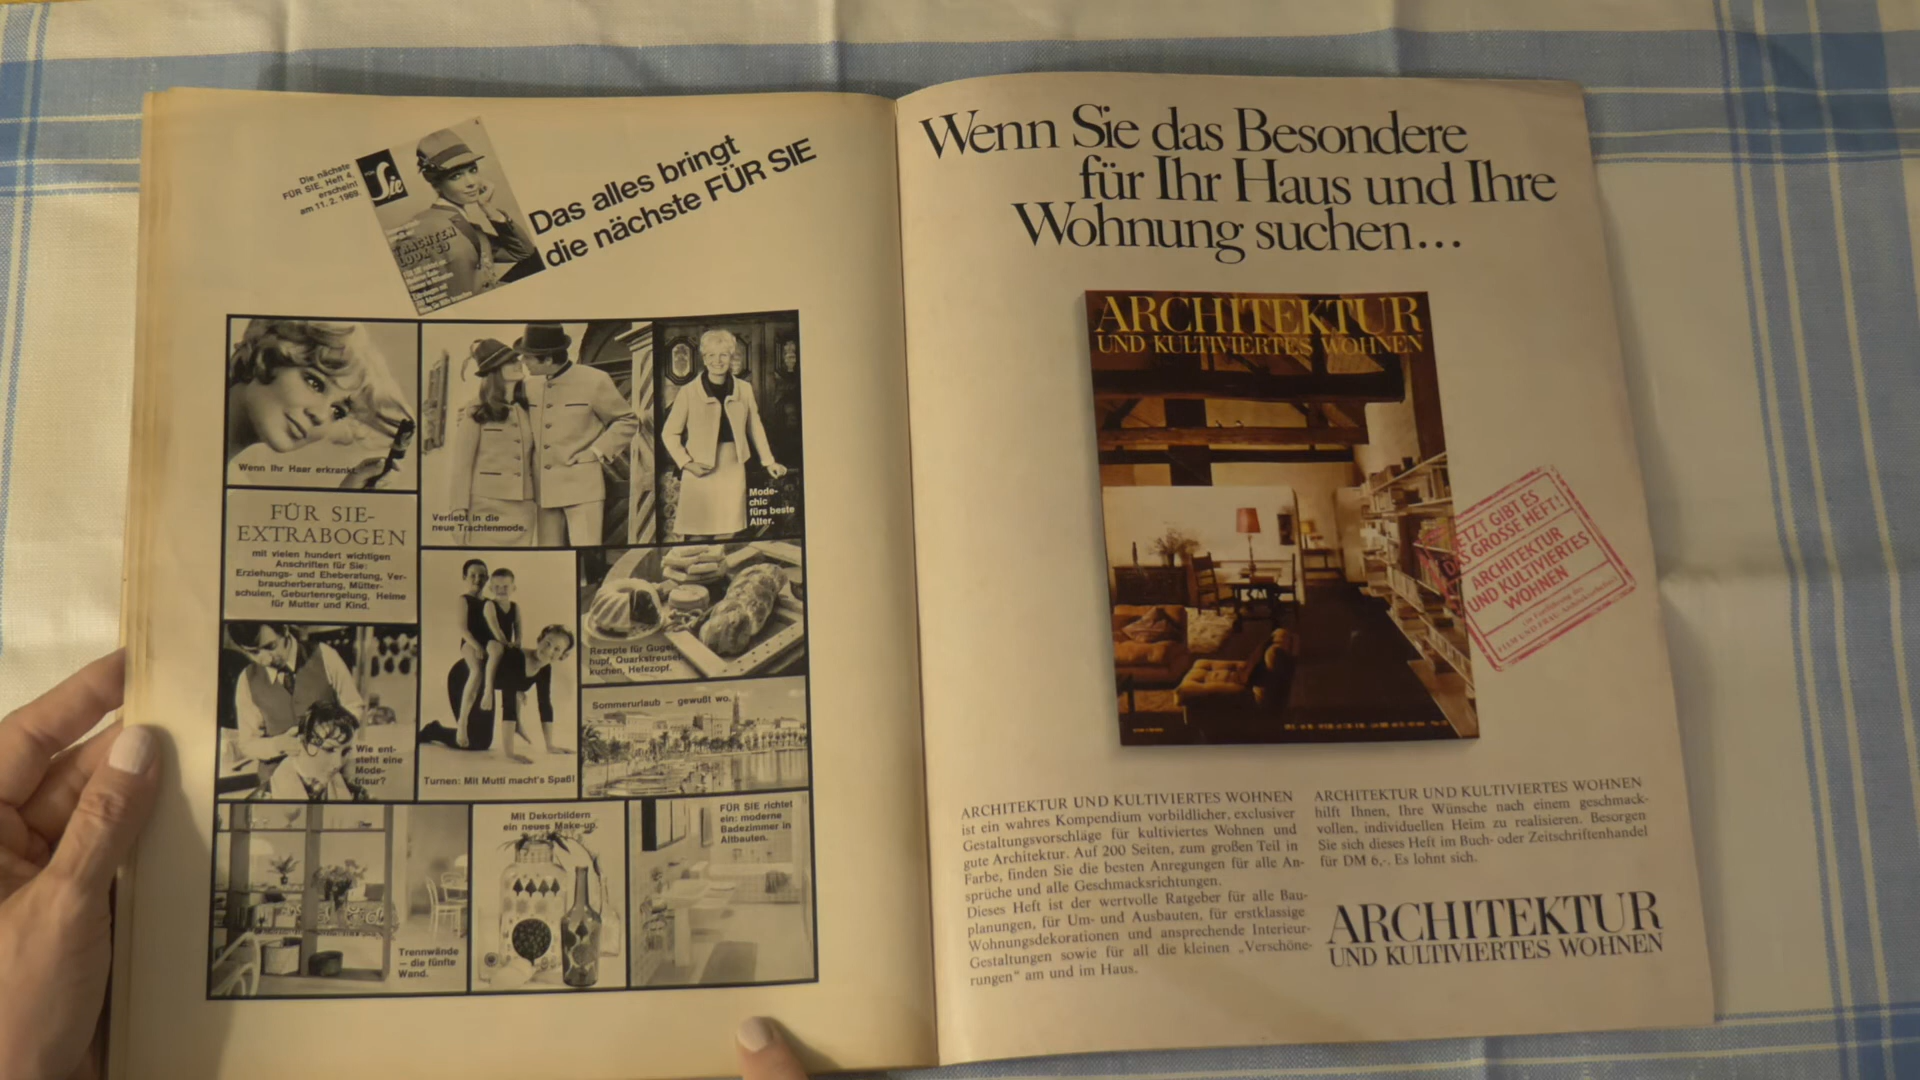 Die nächste
FÜR SIE, Heft 4,
erscheint
am 11. 2. 1969.
Sie
Das alles bringt
die nächste FÜR SIE
Wenn Ihr Haar erkrankt.
Verliebt in die
neue Trachtenmode.
Mode-
chic
fürs beste
Alter.
FÜR SIE-
EXTRABOGEN
mit vielen hundert wichtigen
Anschriften für Sie:
Erziehungs- und Eheberatung, Ver-
braucherberatung, Mütter-
schulen, Geburtenregelung, Heime
für Mutter und Kind.
Rezepte für Gugel-
hupf, Quarkstreusel-
kuchen, Hefezopf.
Wie ent-
steht eine
Mode-
frisur?
Turnen: Mit Mutti macht's Spaß!
Sommerurlaub – gewußt wo.
Trennwände
– die fünfte
Wand.
Mit Dekorbildern
ein neues Make-up.
FÜR SIE richtet
ein: moderne
Badezimmer in
Altbauten.
Wenn Sie das Besondere
für Ihr Haus und Ihre
Wohnung suchen...
ARCHITEKTUR
UND KULTIVIERTES WOHNEN
JETZT GIBT ES
DAS GROSSE HEFT!
ARCHITEKTUR
UND KULTIVIERTES
WOHNEN
ARCHITEKTUR UND KULTIVIERTES WOHNEN
ist ein wahres Kompendium vorbildlicher, exclusiver
Gestaltungsvorschläge für kultiviertes Wohnen und
gute Architektur. Auf 200 Seiten, zum großen Teil in
Farbe, finden Sie die besten Anregungen für alle An-
sprüche und alle Geschmacksrichtungen.
Dieses Heft ist der wertvolle Ratgeber für alle Bau-
planungen, für Um- und Ausbauten, für erstklassige
Wohnungsdekorationen und ansprechende Interieur-
Gestaltungen sowie für all die kleinen „Verschöne-
rungen“ am und im Haus.
ARCHITEKTUR UND KULTIVIERTES WOHNEN
hilft Ihnen, Ihre Wünsche nach einem geschmack-
vollen, individuellen Heim zu realisieren. Besorgen
Sie sich dieses Heft im Buch- oder Zeitschriftenhandel
für DM 6,-. Es lohnt sich.
ARCHITEKTUR
UND KULTIVIERTES WOHNEN